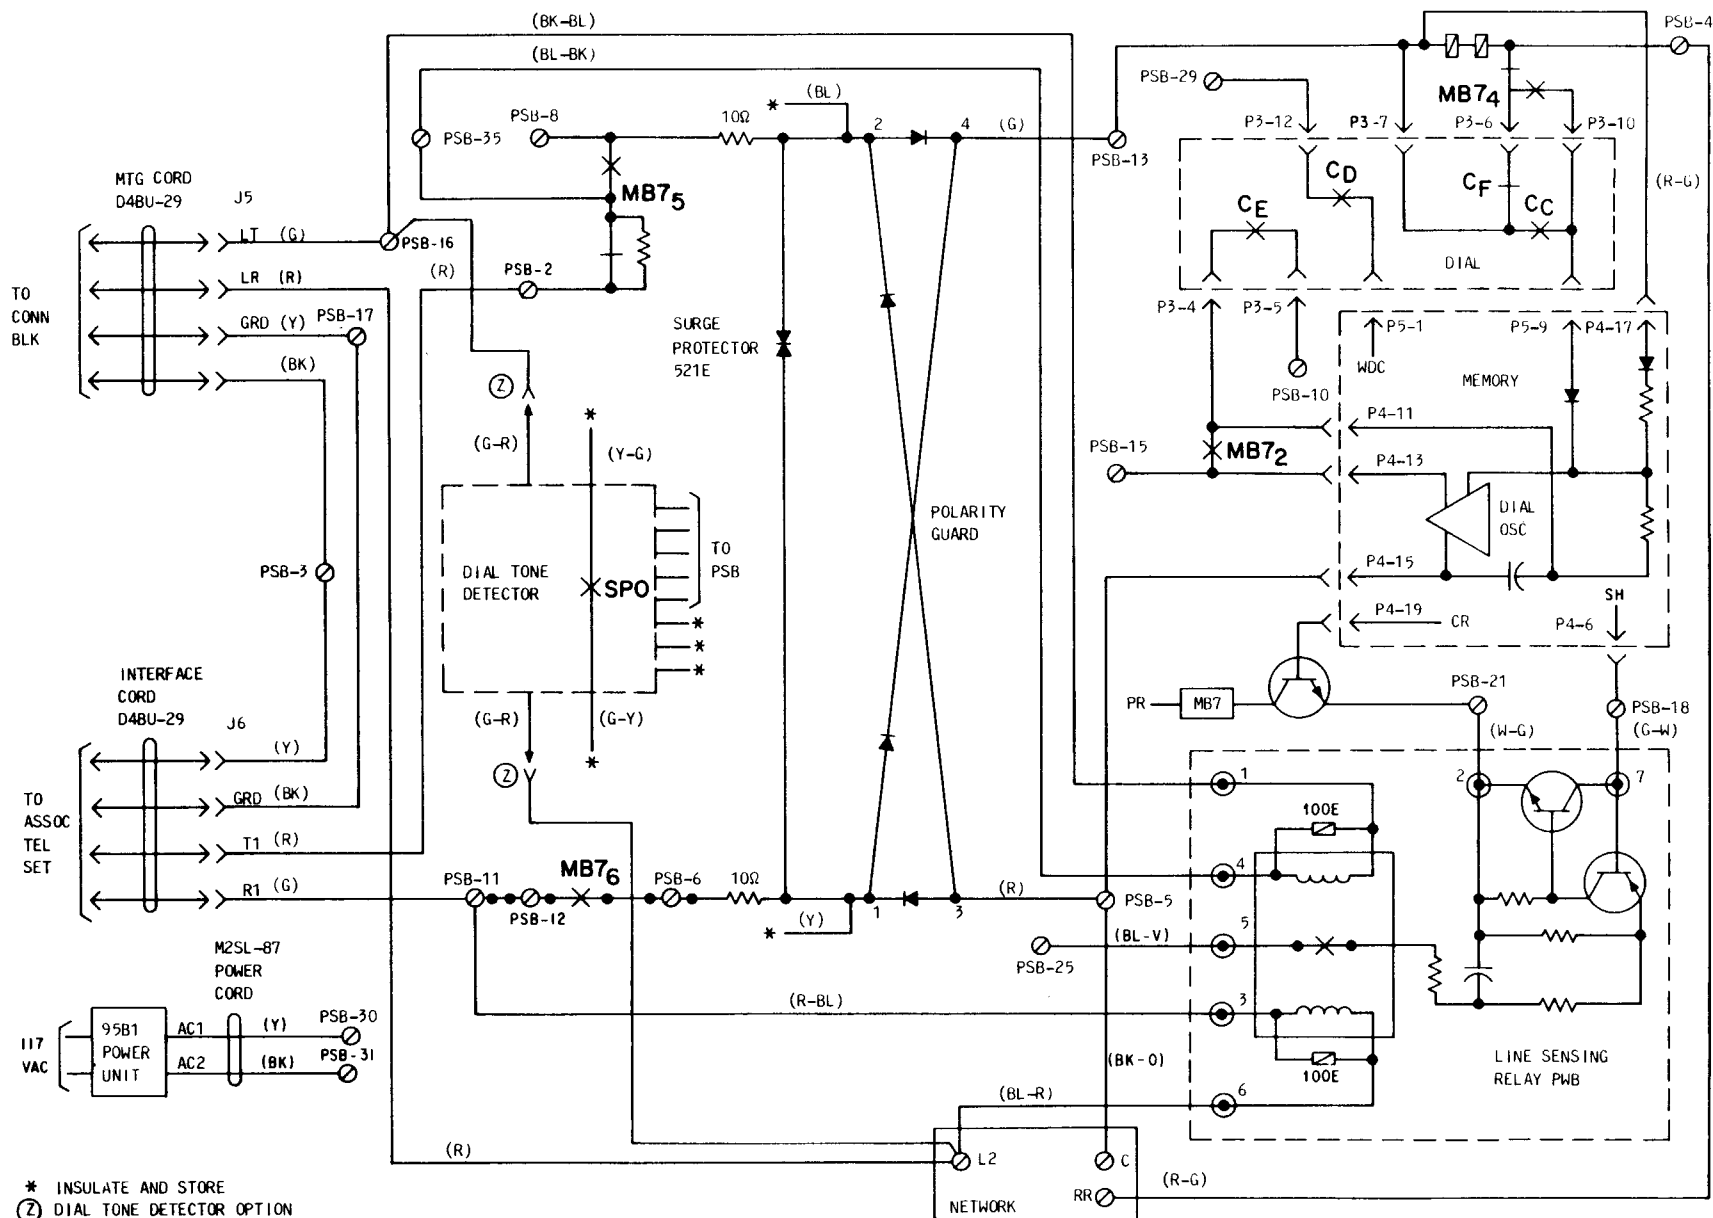 (BK-BL)
(BL-BK)
PSB-4
PSB-29
MB7₄
* (BL)
PSB-8
PSB-35
10Ω
2
4
(G)
PSB-13
P3-12
P3-7
P3-6
P3-10
(R-G)
MTG CORD
D4BU-29
J5
MB7₅
C_D
C_F
C_E
C_C
DIAL
LT (G)
PSB-16
LR (R)
(R)
PSB-2
TO
CONN
BLK
GRD (Y)
PSB-17
(BK)
SURGE
PROTECTOR
521E
P3-4
P3-5
P5-1
P5-9
P4-17
WDC
PSB-10
MEMORY
Z
*
(G-R)
(Y-G)
P4-11
PSB-15
MB7₂
P4-13
DIAL
OSC
POLARITY
GUARD
TO
PSB
PSB-3
DIAL TONE
DETECTOR
SPO
*
*
*
P4-15
SH
P4-19
CR
P4-6
INTERFACE
CORD
D4BU-29
J6
(G-R)
(G-Y)
*
Z
PR
MB7
PSB-21
PSB-18
(W-G)
(G-W)
(Y)
TO
ASSOC
TEL
SET
GRD (BK)
T1 (R)
R1 (G)
1
2
7
100E
4
PSB-11
PSB-12
MB7₆
PSB-6
10Ω
1
3
(R)
PSB-5
* (Y)
(BL-V)
5
PSB-25
M2SL-87
POWER
CORD
(R-BL)
3
117
VAC
95B1
POWER
UNIT
AC1
(Y)
PSB-30
AC2
(BK)
PSB-31
(BK-O)
100E
LINE SENSING
RELAY PWB
(BL-R)
6
(R)
L2
C
RR
(R-G)
NETWORK
* INSULATE AND STORE
Z DIAL TONE DETECTOR OPTION